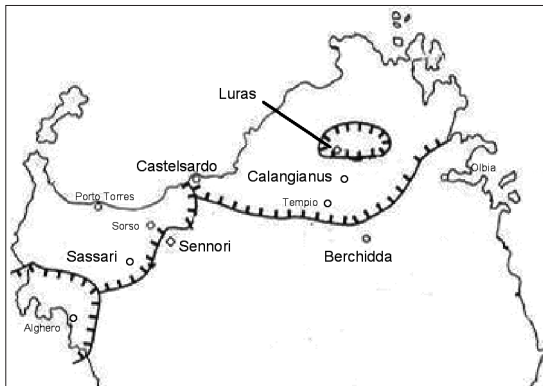 Luras
Castelsardo
Calangianus
Olbia
Porto Torres
Tempio
Sorso
Sennori
Berchidda
Sassari
Alghero